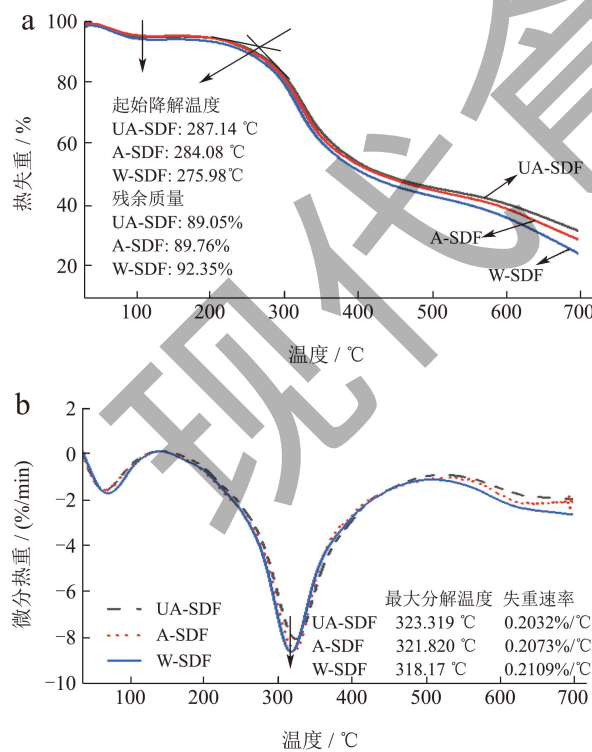 a
100
80
60
40
20
热失重 / %
起始降解温度
UA-SDF: 287.14 ℃
A-SDF: 284.08 ℃
W-SDF: 275.98℃
残余质量
UA-SDF: 89.05%
A-SDF: 89.76%
W-SDF: 92.35%
UA-SDF
A-SDF
W-SDF
100 200 300 400 500 600 700
温度 / ℃
b
2
0
−2
−4
−6
−8
−10
微分热重 / (%/min)
UA-SDF
A-SDF
W-SDF
最大分解温度 失重速率
UA-SDF 323.319 ℃ 0.2032%/℃
A-SDF 321.820 ℃ 0.2073%/℃
W-SDF 318.17 ℃ 0.2109%/℃
100 200 300 400 500 600 700
温度 / ℃
现代食